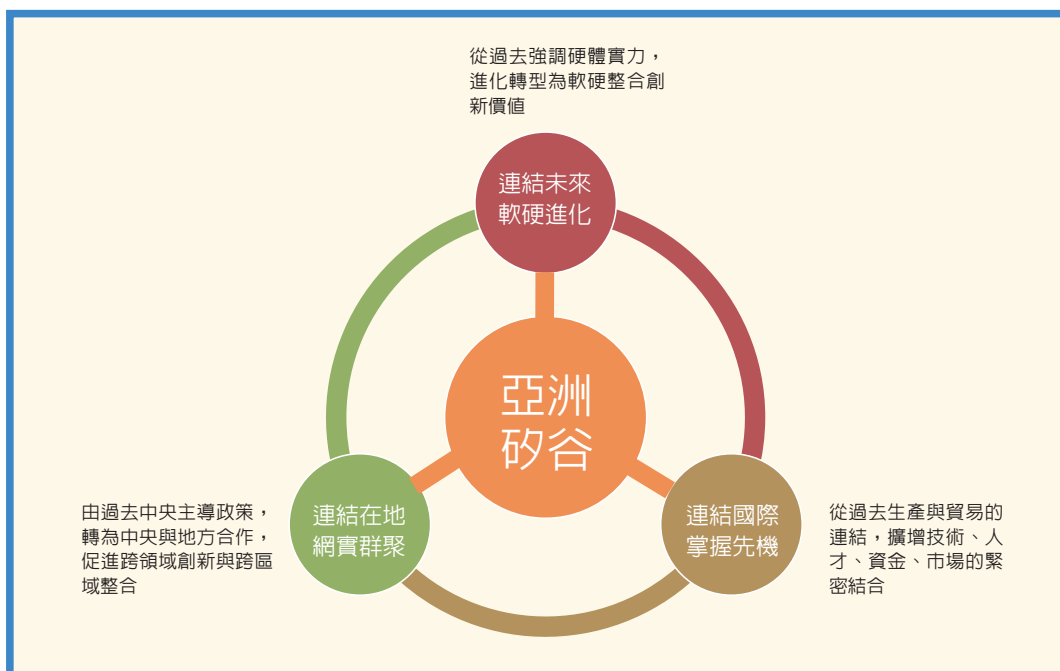 從過去強調硬體實力，
進化轉型為軟硬整合創
新價值
連結未來
軟硬進化
亞洲
矽谷
連結在地
網實群聚
由過去中央主導政策，
轉為中央與地方合作，
促進跨領域創新與跨區
域整合
連結國際
掌握先機
從過去生產與貿易的
連結，擴增技術、人
才、資金、市場的緊
密結合